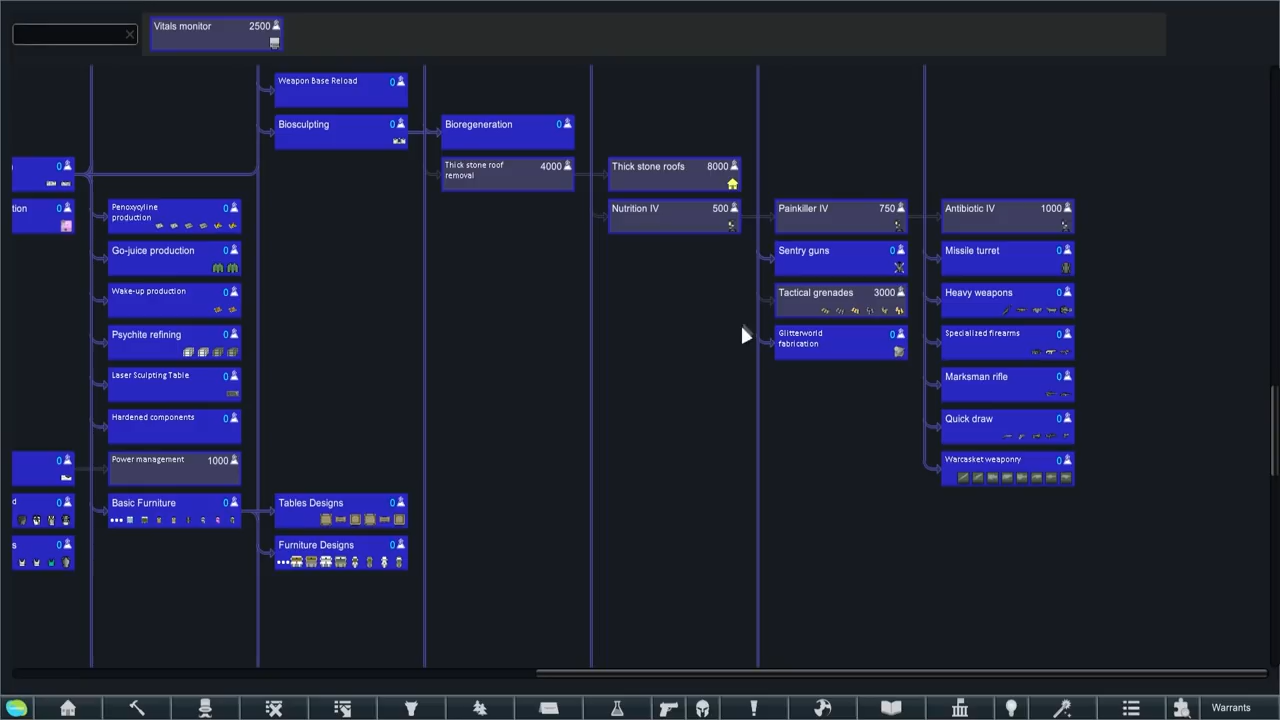 Vitals monitor 2500
Weapon Base Reload 0
Biosculpting 0
Bioregeneration 0
0
Thick stone roof removal 4000
Thick stone roofs 8000
tion 0
Penoxycyline production 0
Nutrition IV 500
Painkiller IV 750
Antibiotic IV 1000
Go-juice production 0
Sentry guns 0
Missile turret 0
Wake-up production 0
Tactical grenades 3000
Heavy weapons 0
Psychite refining 0
Glitterworld fabrication 0
Specialized firearms 0
Laser Sculpting Table 0
Marksman rifle 0
Hardened components 0
Quick draw 0
0
Power management 1000
Warcasket weaponry 0
d 0
Basic Furniture 0
Tables Designs 0
s 0
Furniture Designs 0
Warrants